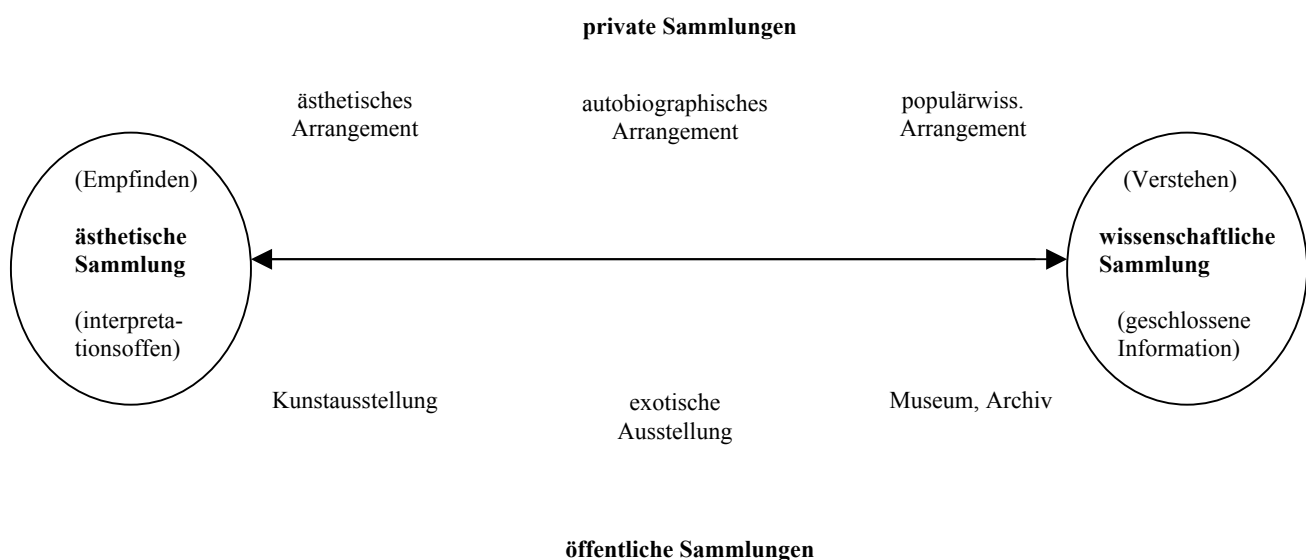 private Sammlungen
ästhetisches
Arrangement
autobiographisches
Arrangement
populärwiss.
Arrangement
(Empfinden)
ästhetische
Sammlung
(interpreta-
tionsoffen)
(Verstehen)
wissenschaftliche
Sammlung
(geschlossene
Information)
Kunstausstellung
exotische
Ausstellung
Museum, Archiv
öffentliche Sammlungen